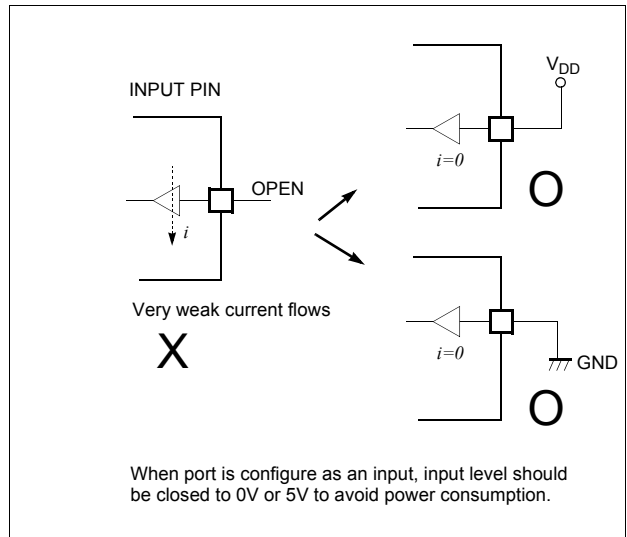 INPUT PIN
OPEN
i
Very weak current flows
X
VDD
i=0
O
i=0
GND
O
When port is configure as an input, input level should
be closed to 0V or 5V to avoid power consumption.